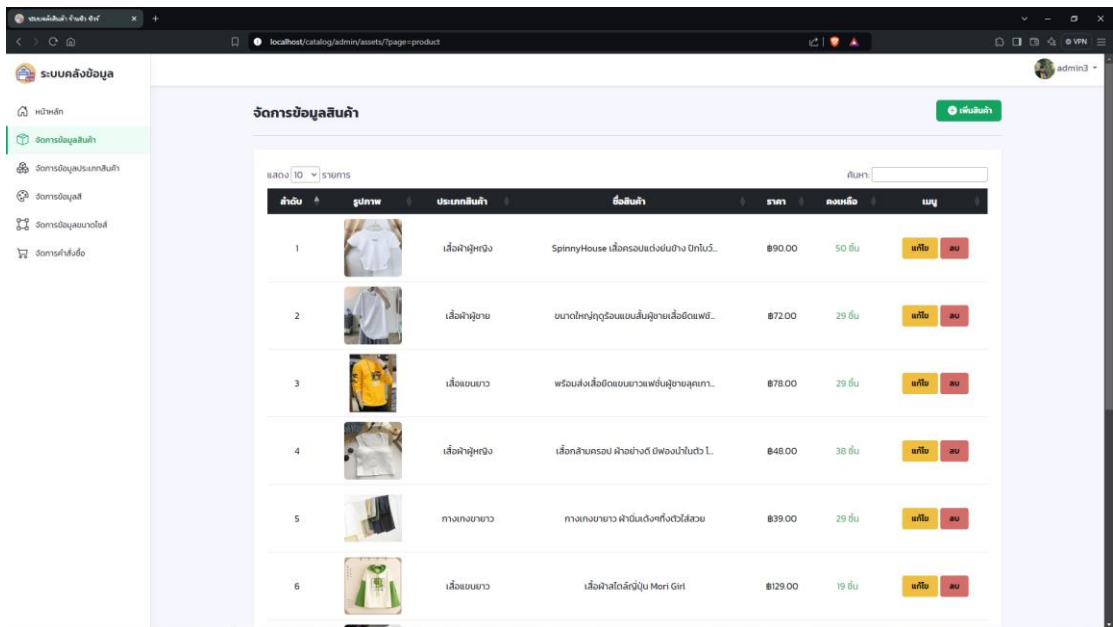 ระบบคลังสินค้า ร้านชิวชิว ชัวร์
localhost/catalog/admin/assets/?page=product
VPN
ระบบคลังข้อมูล
admin3
หน้าหลัก
จัดการข้อมูลสินค้า
จัดการข้อมูลประเภทสินค้า
จัดการข้อมูลสี
จัดการข้อมูลขนาดไซส์
จัดการคำสั่งซื้อ
จัดการข้อมูลสินค้า
เพิ่มสินค้า
แสดง 10 รายการ
ค้นหา:
ลำดับ รูปภาพ ประเภทสินค้า ชื่อสินค้า ราคา คงเหลือ เมนู
1 เสื้อผ้าผู้หญิง SpinnyHouse เสื้อครอปแต่งย่นข้าง ปักโบว์... ฿90.00 50 ชิ้น แก้ไข ลบ
2 เสื้อผ้าผู้ชาย ขนาดใหญ่ฤดูร้อนแขนสั้นผู้ชายเสื้อยืดแฟชั... ฿72.00 29 ชิ้น แก้ไข ลบ
3 เสื้อแขนยาว พร้อมส่งเสื้อยืดแขนยาวแฟชั่นผู้ชายลุคเกา... ฿78.00 29 ชิ้น แก้ไข ลบ
4 เสื้อผ้าผู้หญิง เสื้อกล้ามครอป ผ้าอย่างดี มีฟองน้ำในตัว โ... ฿48.00 38 ชิ้น แก้ไข ลบ
5 กางเกงขายาว กางเกงขายาว ผ้านิ่มเด้งๆทิ้งตัวใส่สวย ฿39.00 29 ชิ้น แก้ไข ลบ
6 เสื้อแขนยาว เสื้อผ้าสไตล์ญี่ปุ่น Mori Girl ฿129.00 19 ชิ้น แก้ไข ลบ